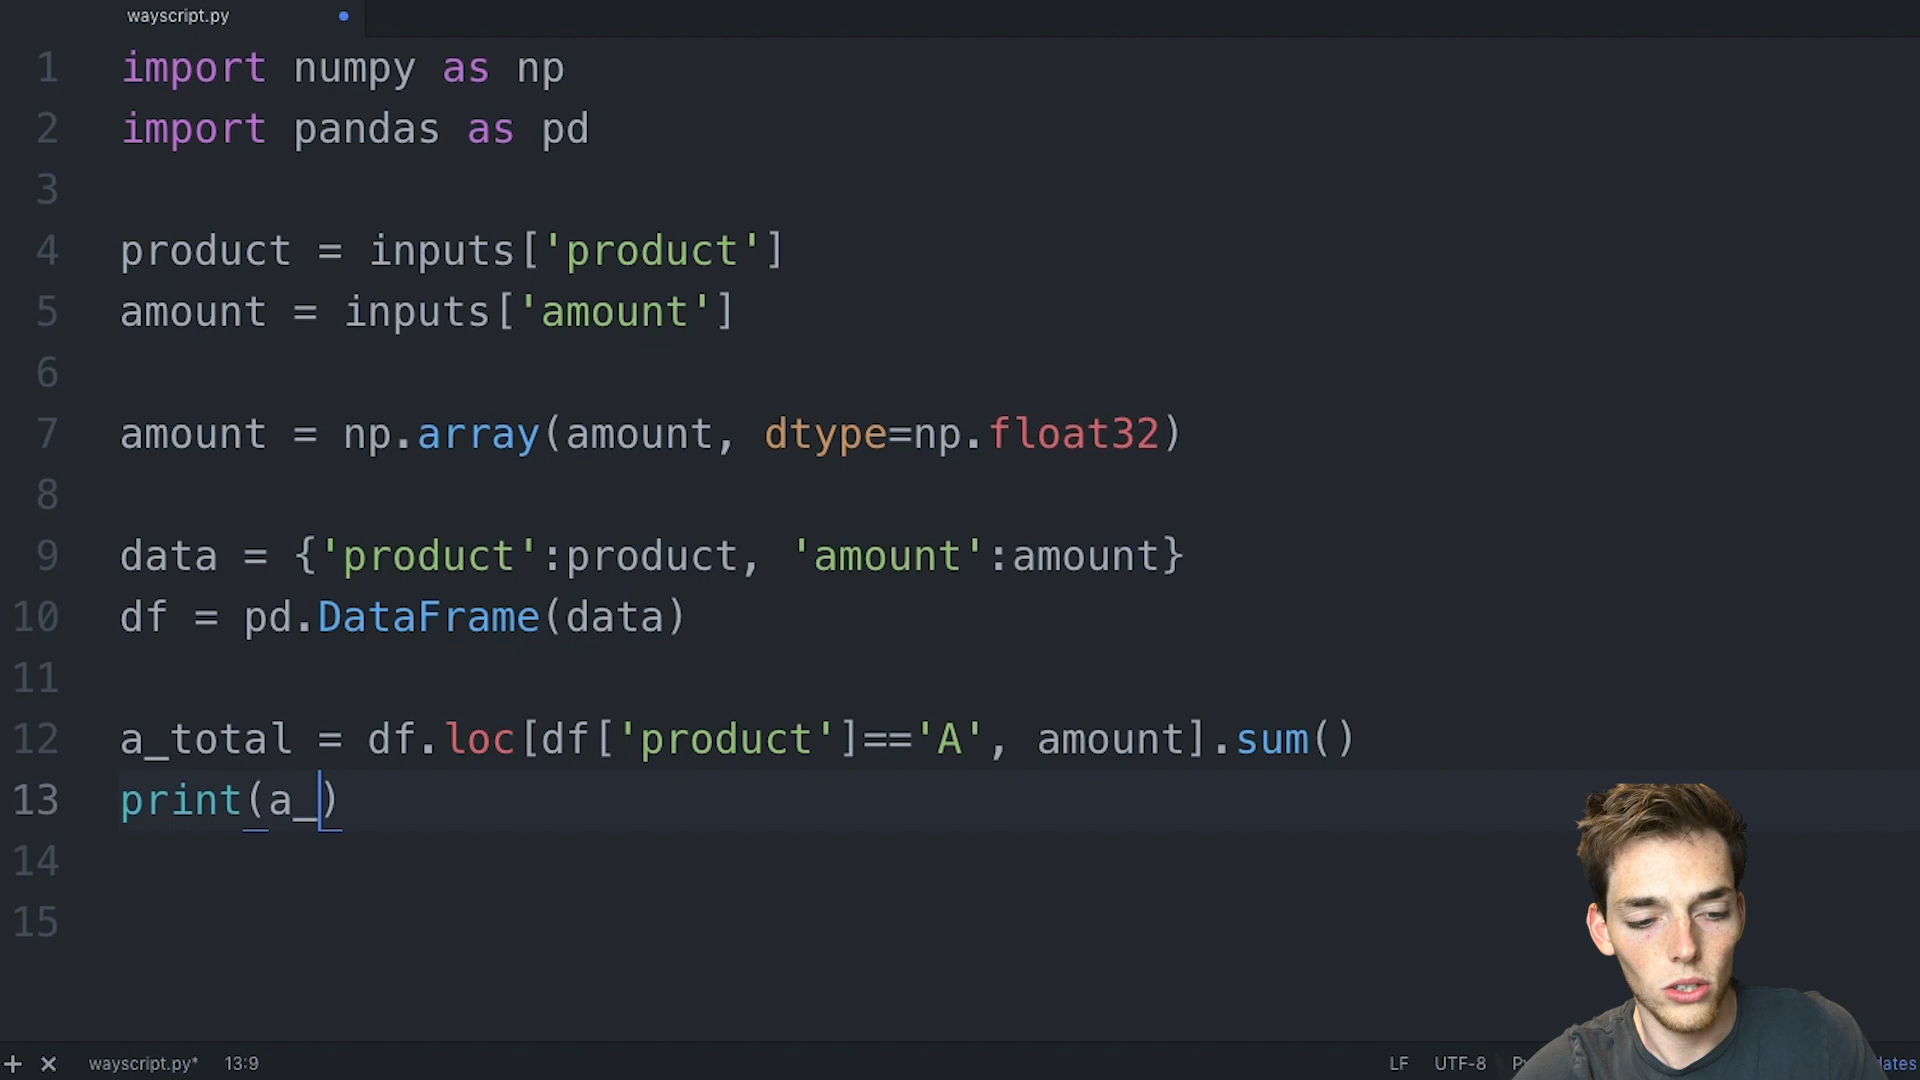 wayscript.py
1 import numpy as np
2 import pandas as pd
3
4 product = inputs['product']
5 amount = inputs['amount']
6
7 amount = np.array(amount, dtype=np.float32)
8
9 data = {'product':product, 'amount':amount}
10 df = pd.DataFrame(data)
11
12 a_total = df.loc[df['product']=='A', amount].sum()
13 print(a_)
14
15
wayscript.py* 13:9 LF UTF-8